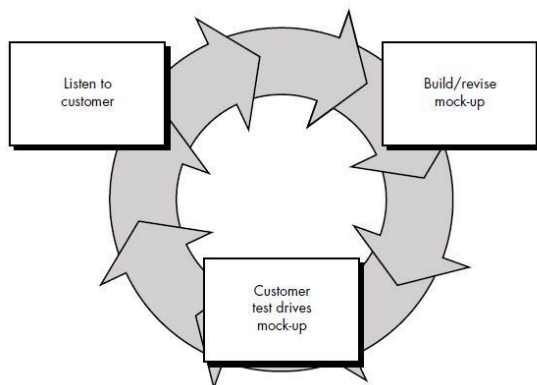 Listen to
customer
Build/revise
mock-up
Customer
test drives
mock-up